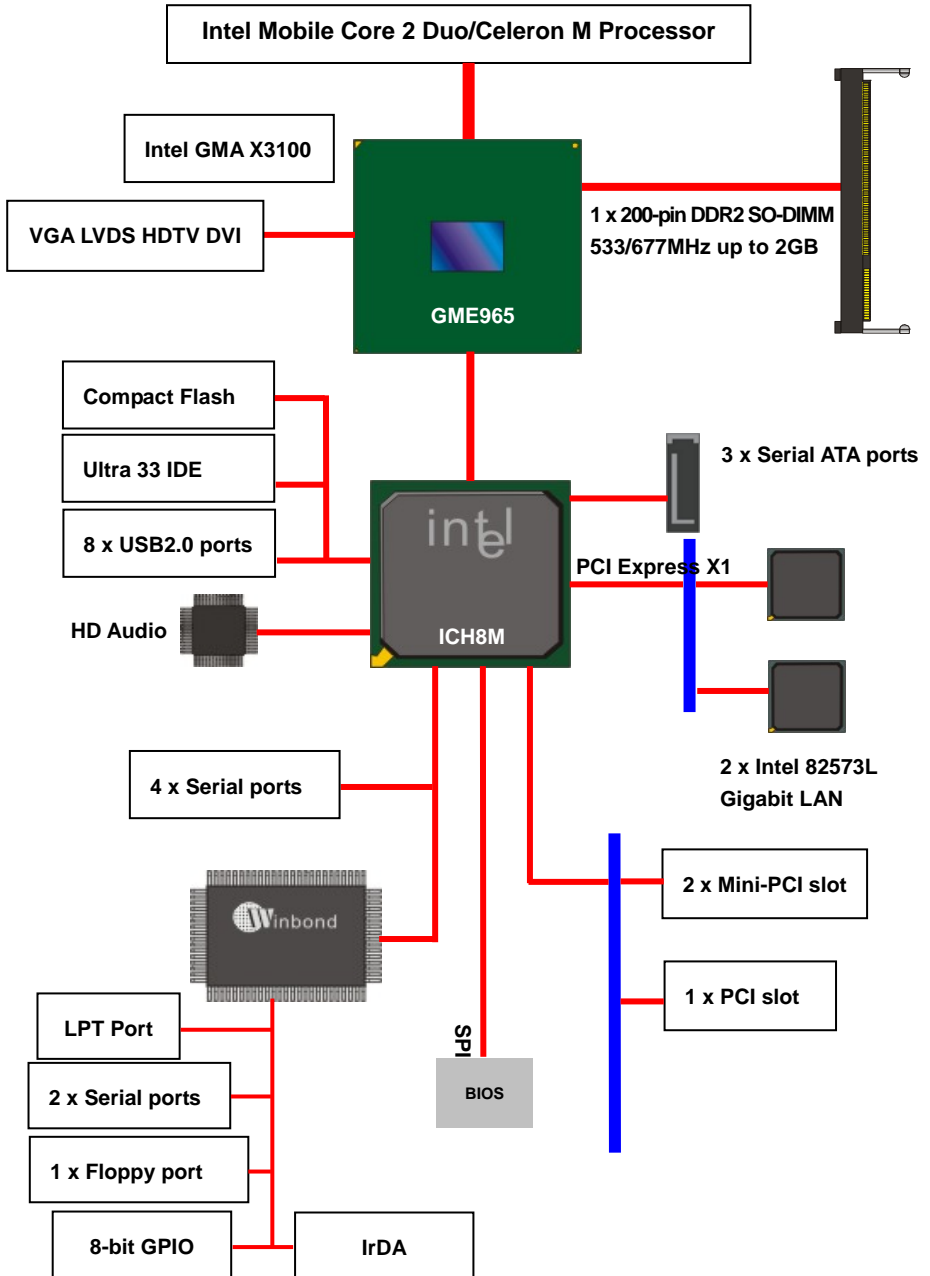 Intel Mobile Core 2 Duo/Celeron M Processor
Intel GMA X3100
VGA LVDS HDTV DVI
1 x 200-pin DDR2 SO-DIMM
533/677MHz up to 2GB
GME965
Compact Flash
Ultra 33 IDE
8 x USB2.0 ports
3 x Serial ATA ports
intel
PCI Express X1
HD Audio
ICH8M
4 x Serial ports
2 x Intel 82573L
Gigabit LAN
Winbond
2 x Mini-PCI slot
1 x PCI slot
LPT Port
SPI
BIOS
2 x Serial ports
1 x Floppy port
8-bit GPIO
IrDA